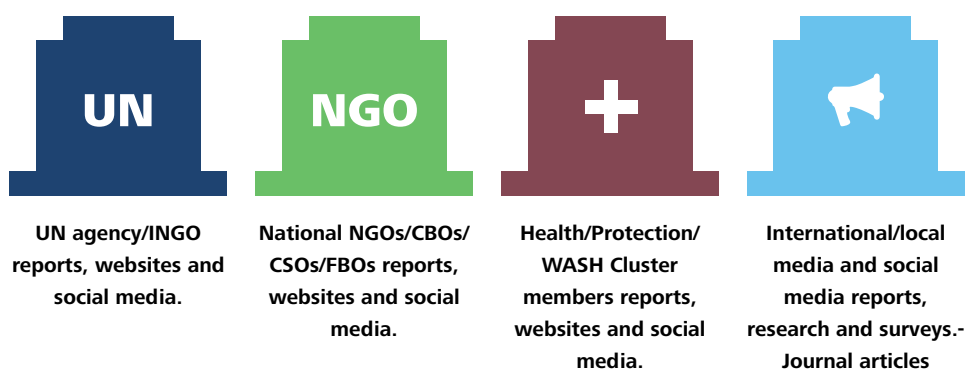 UN
NGO
UN agency/INGO
reports, websites and
social media.
National NGOs/CBOs/
CSOs/FBOs reports,
websites and social
media.
Health/Protection/
WASH Cluster
members reports,
websites and social
media.
International/local
media and social
media reports,
research and surveys.-
Journal articles